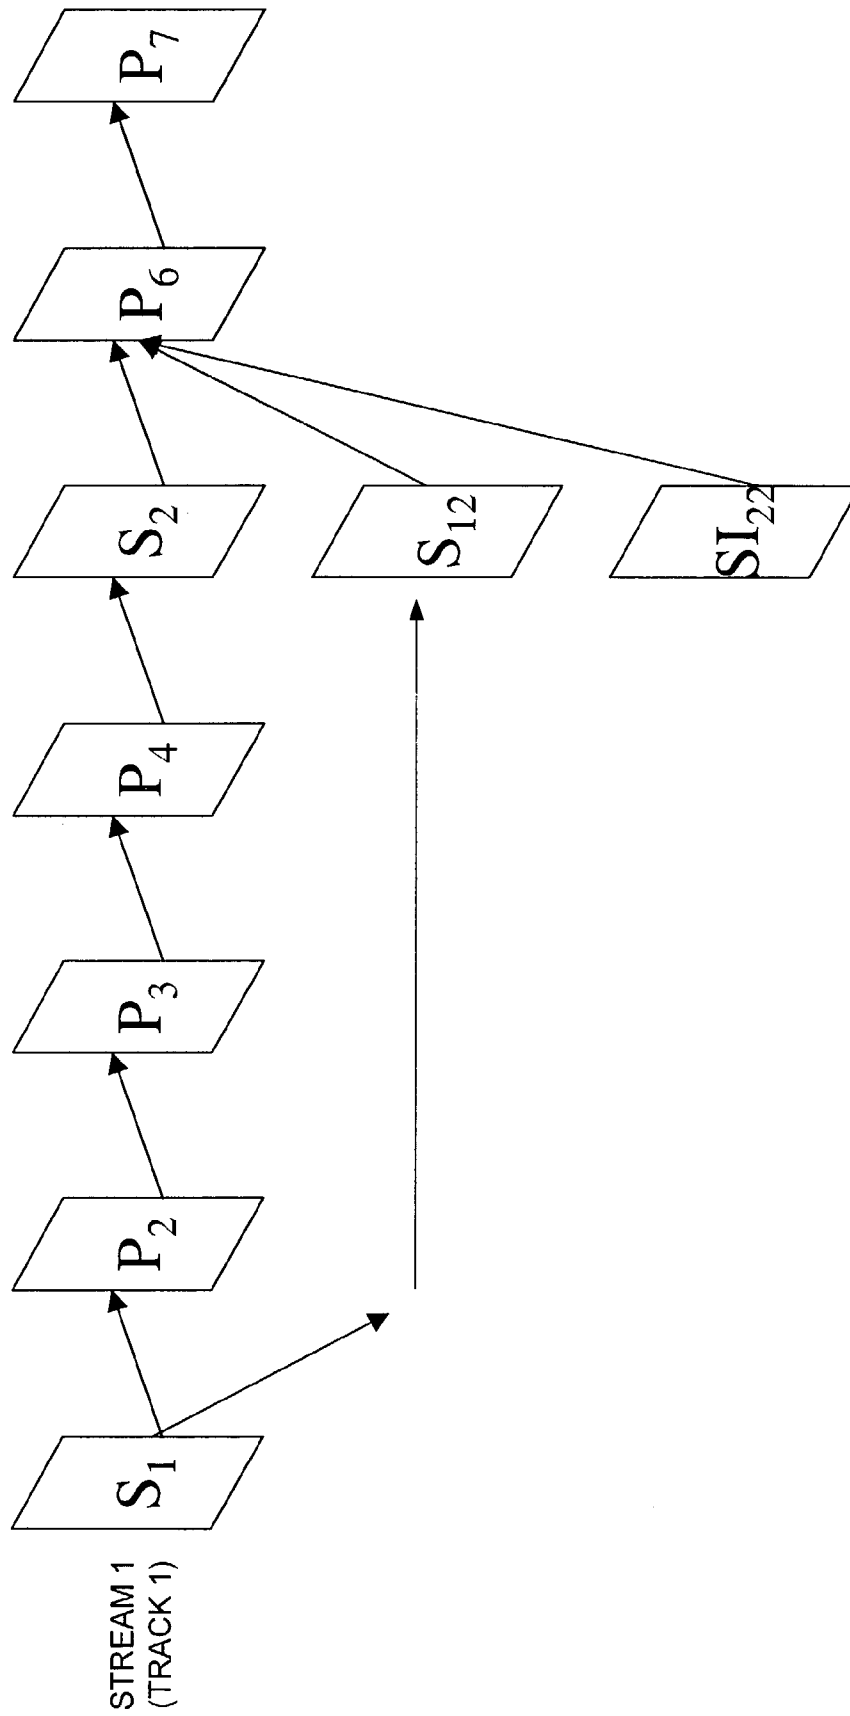 STREAM 1
(TRACK 1)
S₁
P₂
P₃
P₄
S₂
P₆
P₇
S₁₂
SI₂₂